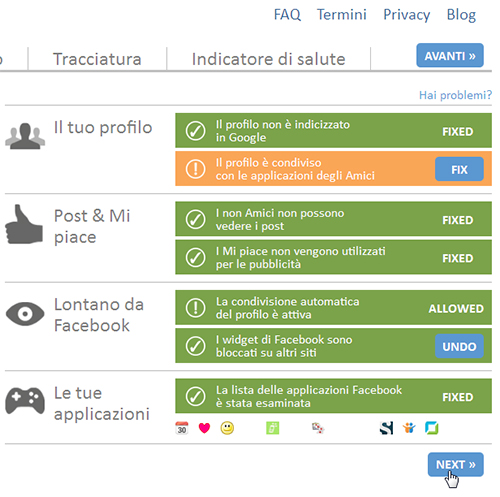 FAQ Termini Privacy Blog
Tracciatura Indicatore di salute AVANTI »
Hai problemi?
Il tuo profilo
Il profilo non è indicizzato
in Google
FIXED
Il profilo è condiviso
con le applicazioni degli Amici
FIX
Post & Mi
piace
I non Amici non possono
vedere i post
FIXED
I Mi piace non vengono utilizzati
per le pubblicità
FIXED
Lontano da
Facebook
La condivisione automatica
del profilo è attiva
ALLOWED
I widget di Facebook sono
bloccati su altri siti
UNDO
Le tue
applicazioni
La lista delle applicazioni Facebook
è stata esaminata
FIXED
30
NEXT »